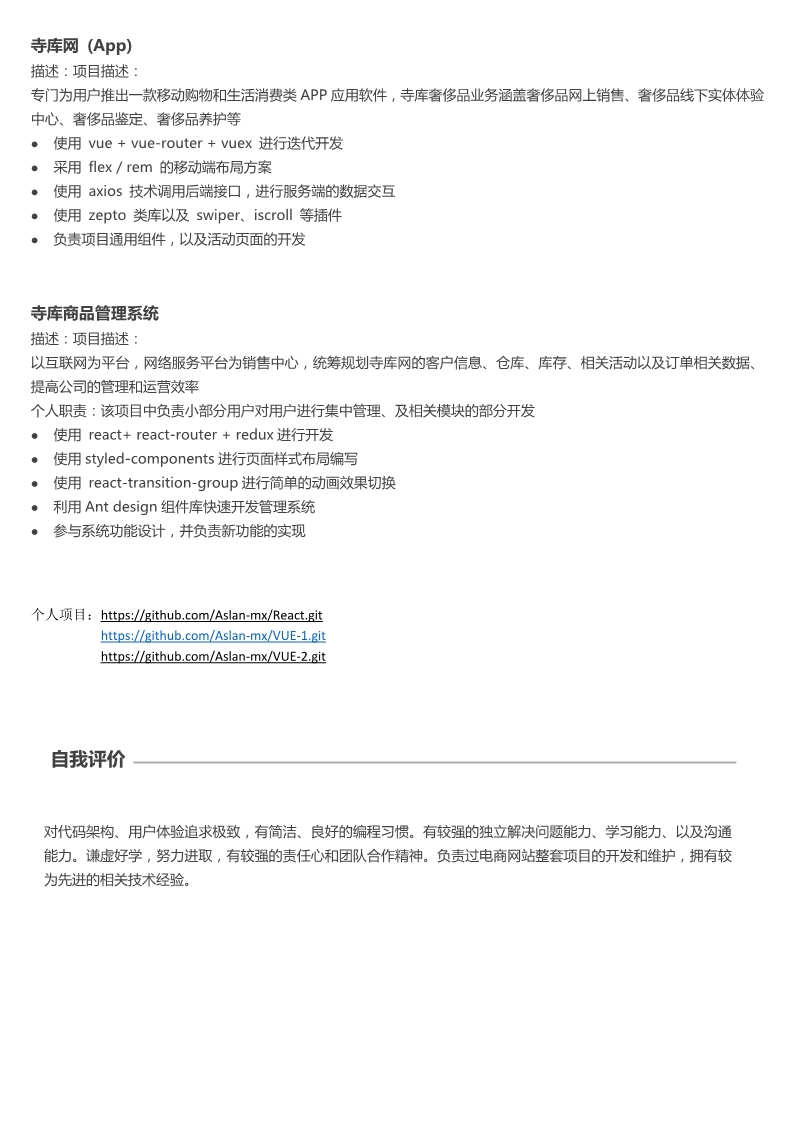 寺库网 (App)
描述：项目描述：
专门为用户推出一款移动购物和生活消费类 APP 应用软件，寺库奢侈品业务涵盖奢侈品网上销售、奢侈品线下实体体验
中心、奢侈品鉴定、奢侈品养护等
● 使用 vue + vue-router + vuex 进行迭代开发
● 采用 flex / rem 的移动端布局方案
● 使用 axios 技术调用后端接口，进行服务端的数据交互
● 使用 zepto 类库以及 swiper、iscroll 等插件
● 负责项目通用组件，以及活动页面的开发
寺库商品管理系统
描述：项目描述：
以互联网为平台，网络服务平台为销售中心，统筹规划寺库网的客户信息、仓库、库存、相关活动以及订单相关数据、
提高公司的管理和运营效率
个人职责：该项目中负责小部分用户对用户进行集中管理、及相关模块的部分开发
● 使用 react+ react-router + redux 进行开发
● 使用 styled-components 进行页面样式布局编写
● 使用 react-transition-group 进行简单的动画效果切换
● 利用 Ant design 组件库快速开发管理系统
● 参与系统功能设计，并负责新功能的实现
个人项目：https://github.com/Aslan-mx/React.git
https://github.com/Aslan-mx/VUE-1.git
https://github.com/Aslan-mx/VUE-2.git
自我评价
对代码架构、用户体验追求极致，有简洁、良好的编程习惯。有较强的独立解决问题能力、学习能力、以及沟通
能力。谦虚好学，努力进取，有较强的责任心和团队合作精神。负责过电商网站整套项目的开发和维护，拥有较
为先进的相关技术经验。